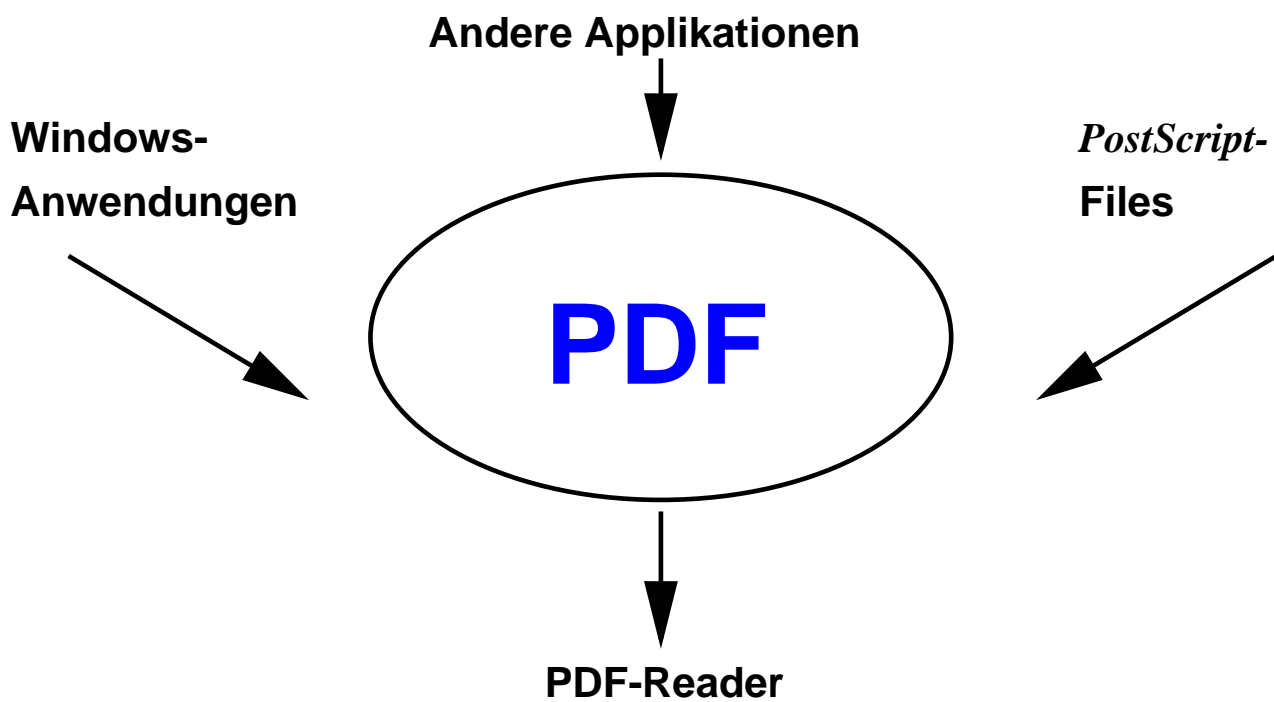 Andere Applikationen
Windows-
Anwendungen
PostScript-
Files
PDF
PDF-Reader